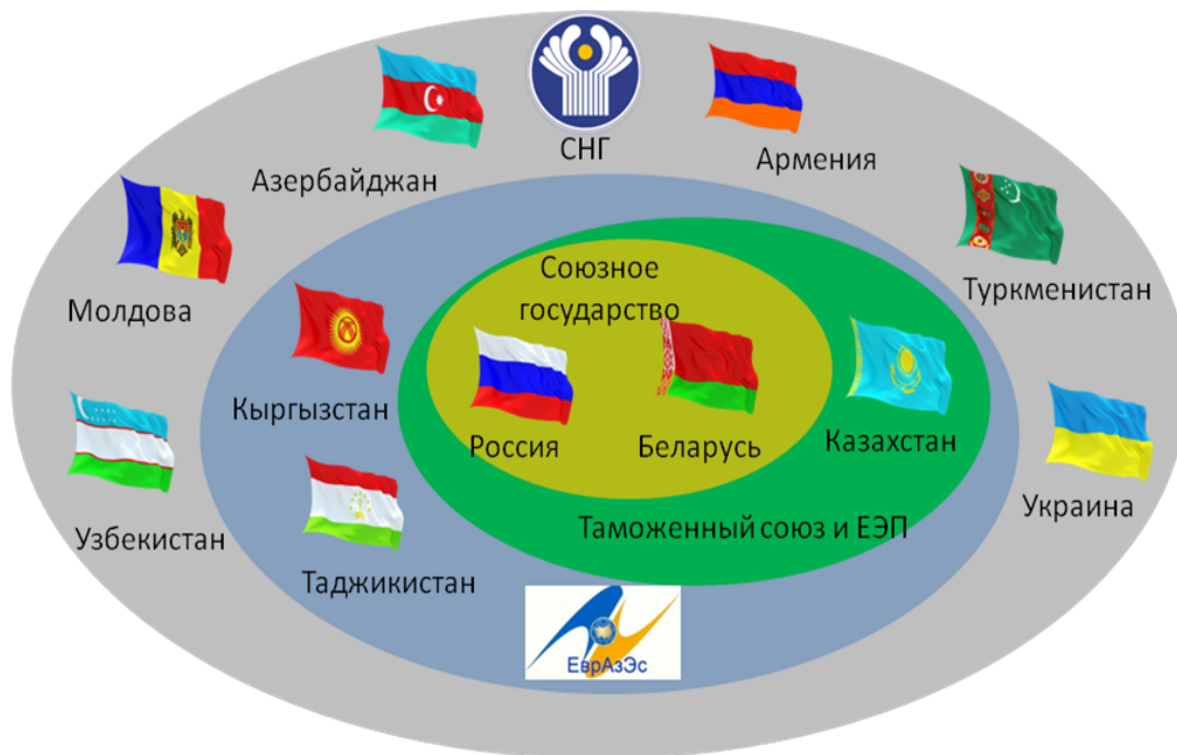 СНГ
Азербайджан
Армения
Молдова
Туркменистан
Союзное
государство
Кыргызстан
Россия
Беларусь
Казахстан
Узбекистан
Украина
Таможенный союз и ЕЭП
Таджикистан
ЕврАзЭс